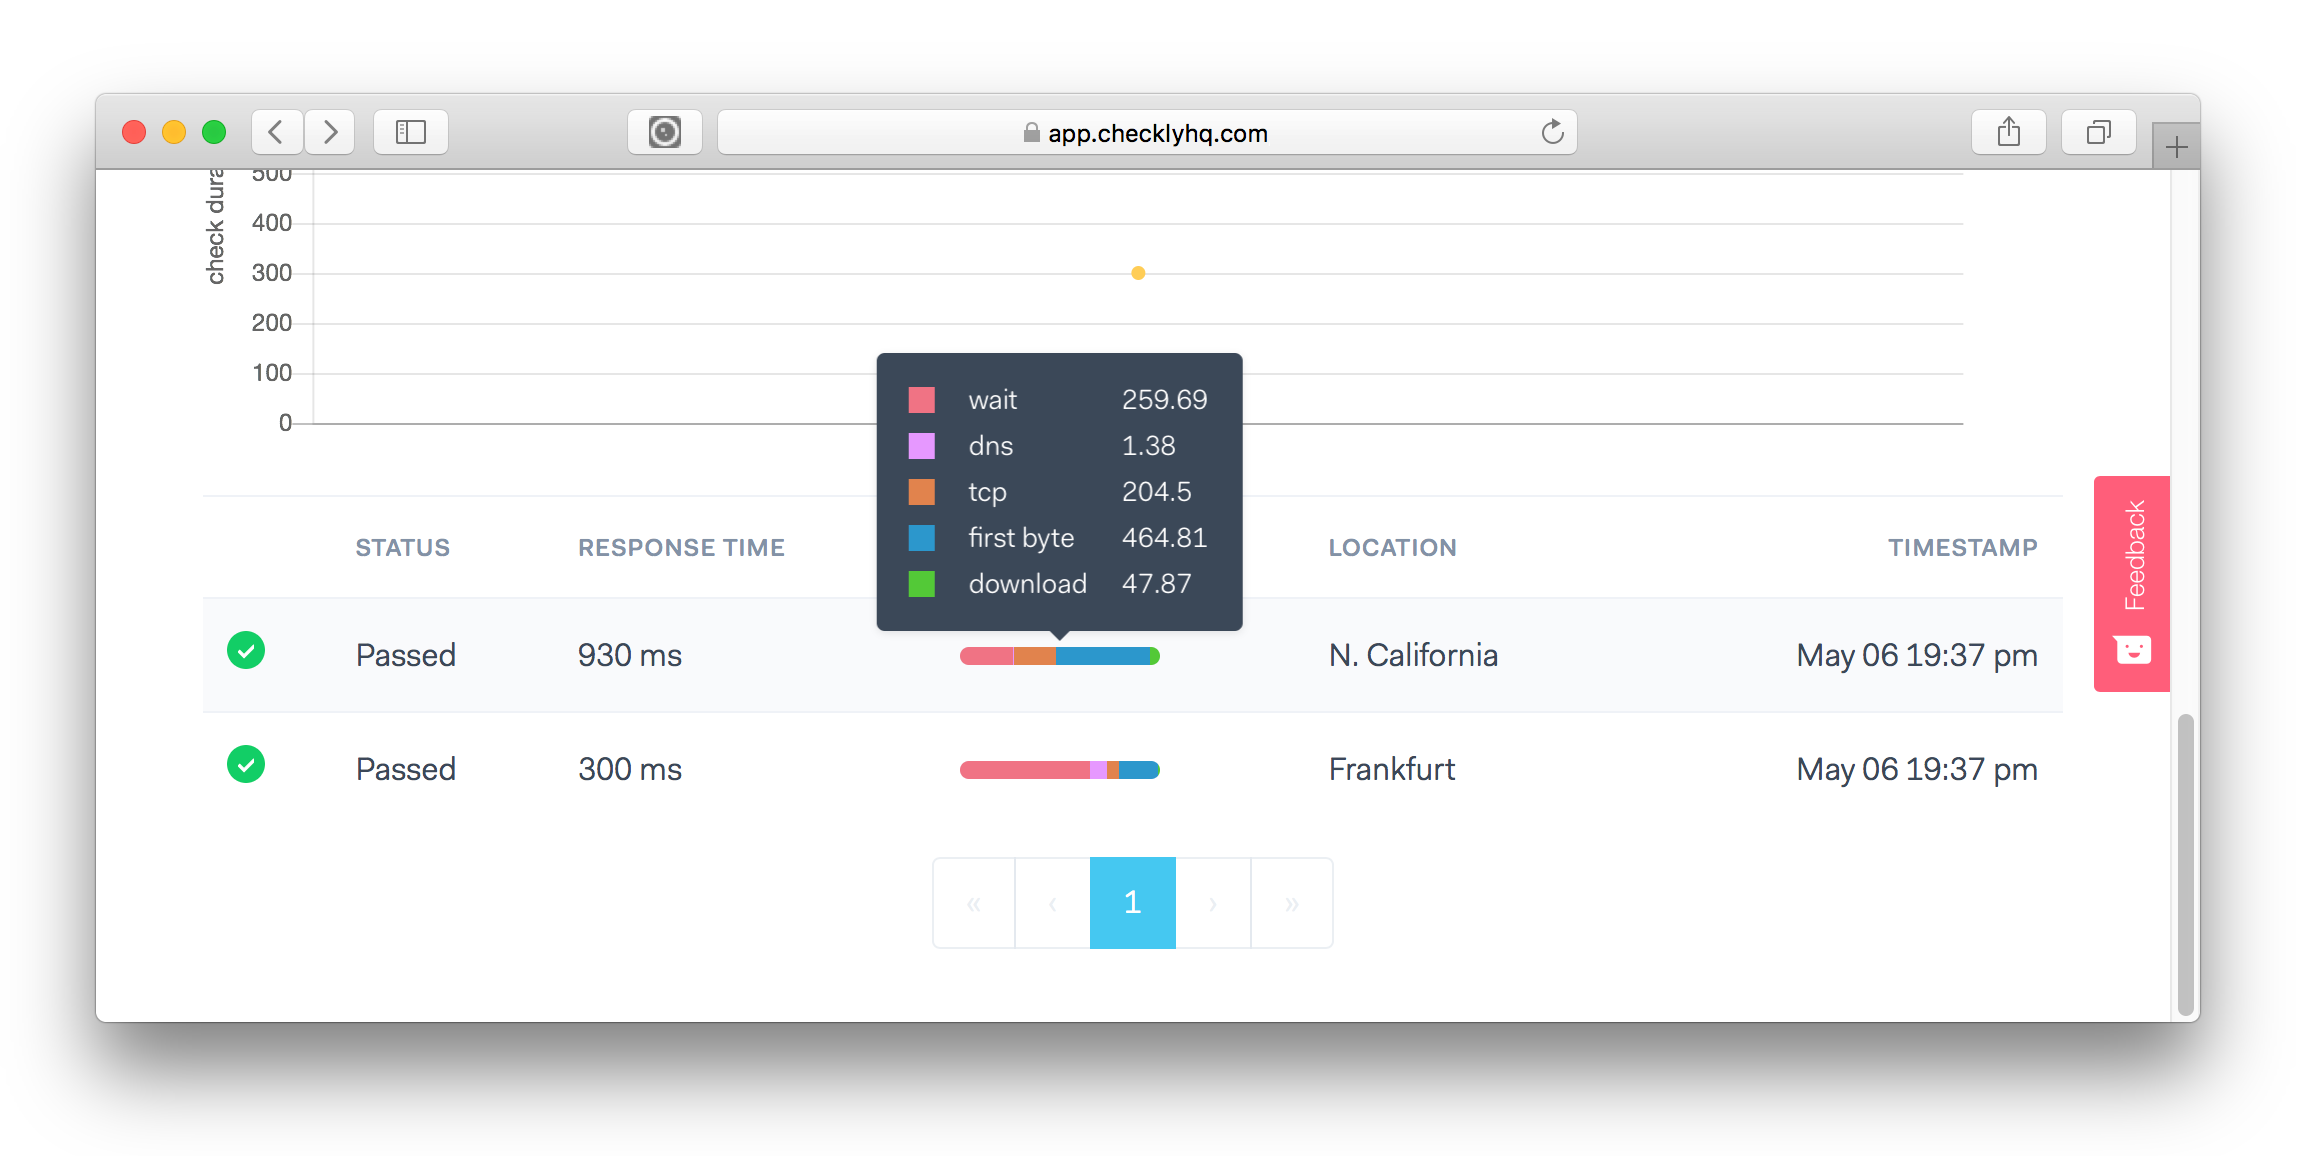 app.checklyhq.com
check dura
500
400
300
200
100
0
wait 259.69
dns 1.38
tcp 204.5
first byte 464.81
download 47.87
STATUS RESPONSE TIME LOCATION TIMESTAMP
Passed 930 ms N. California May 06 19:37 pm
Passed 300 ms Frankfurt May 06 19:37 pm
« ‹ 1 › »
Feedback